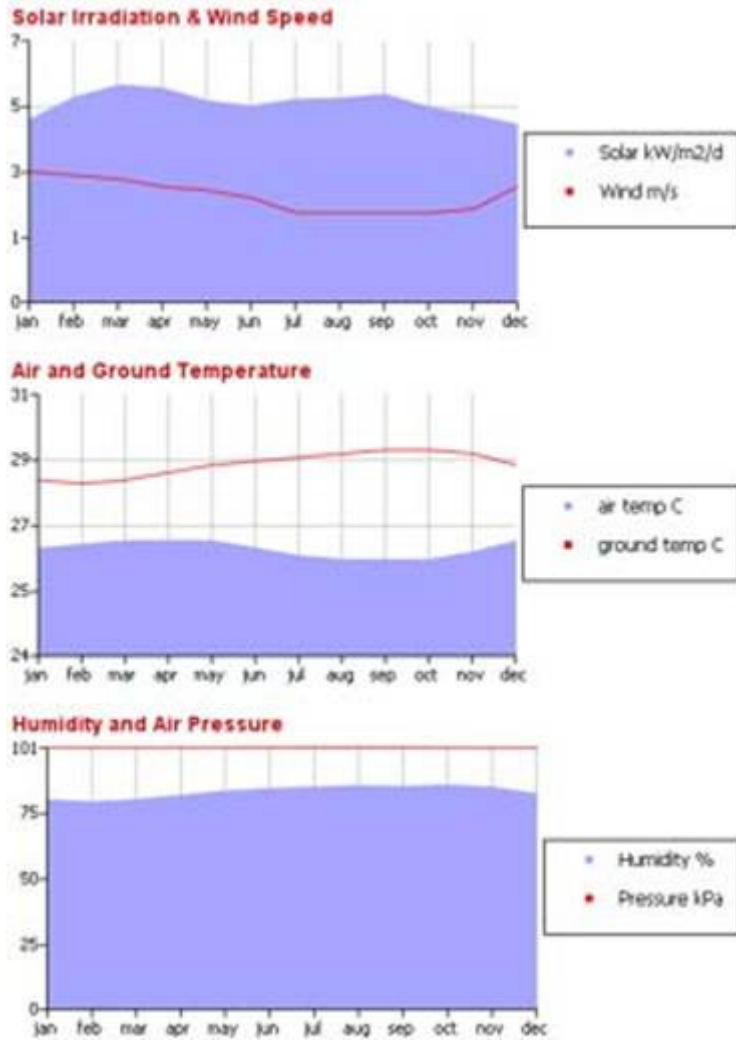 Solar Irradiation & Wind Speed
7
5
3
1
0
jan feb mar apr may jun jul aug sep oct nov dec
Solar kW/m2/d
Wind m/s
Air and Ground Temperature
31
29
27
25
24
jan feb mar apr may jun jul aug sep oct nov dec
air temp C
ground temp C
Humidity and Air Pressure
101
75
50
25
0
jan feb mar apr may jun jul aug sep oct nov dec
Humidity %
Pressure kPa